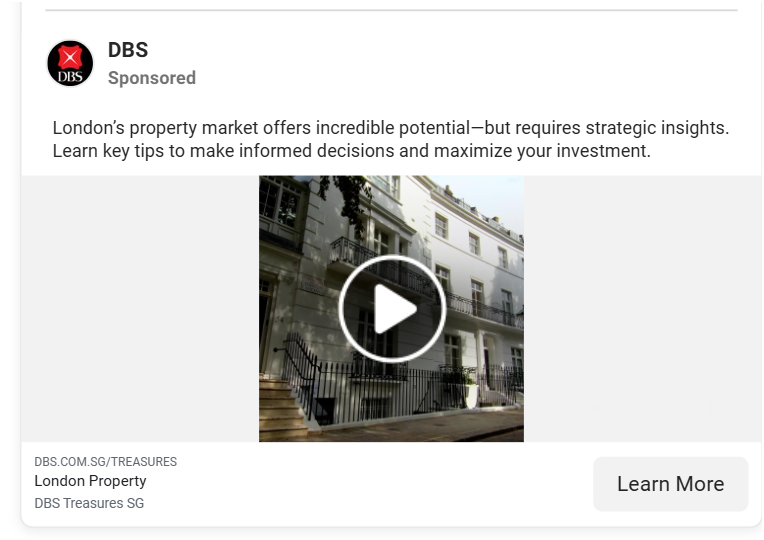 DBS
DBS
Sponsored
London’s property market offers incredible potential—but requires strategic insights.
Learn key tips to make informed decisions and maximize your investment.
DBS.COM.SG/TREASURES
London Property
DBS Treasures SG
Learn More